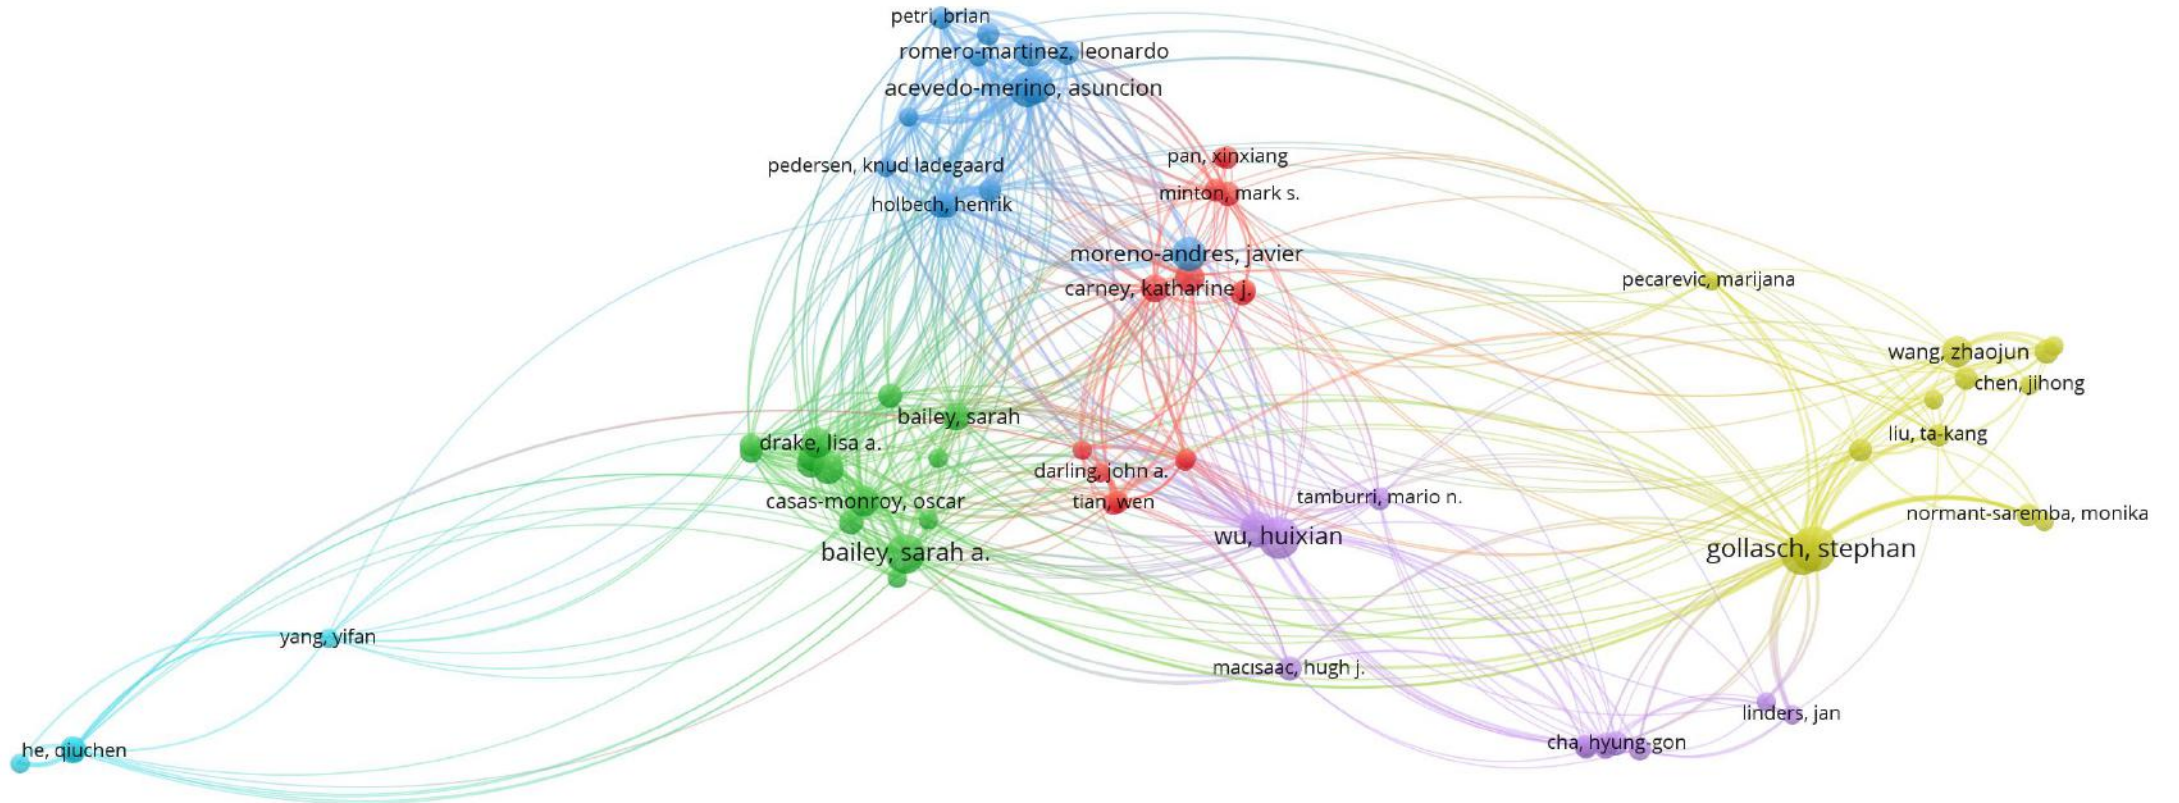 petri, brian
romero-martinez, leonardo
acevedo-merino, asuncion
pan, xinxiang
pedersen, knud ladegaard
minton, mark s.
holbech, henrik
moreno-andres, javier
pecarevic, marijana
carney, katharine j.
wang, zhaojun
chen, jihong
bailey, sarah
liu, ta-kang
drake, lisa a.
darling, john a.
tamburri, mario n.
casas-monroy, oscar
tian, wen
normant-saremba, monika
wu, huixian
gollasch, stephan
bailey, sarah a.
yang, yifan
macisaac, hugh j.
linders, jan
cha, hyung-gon
he, qiuchen